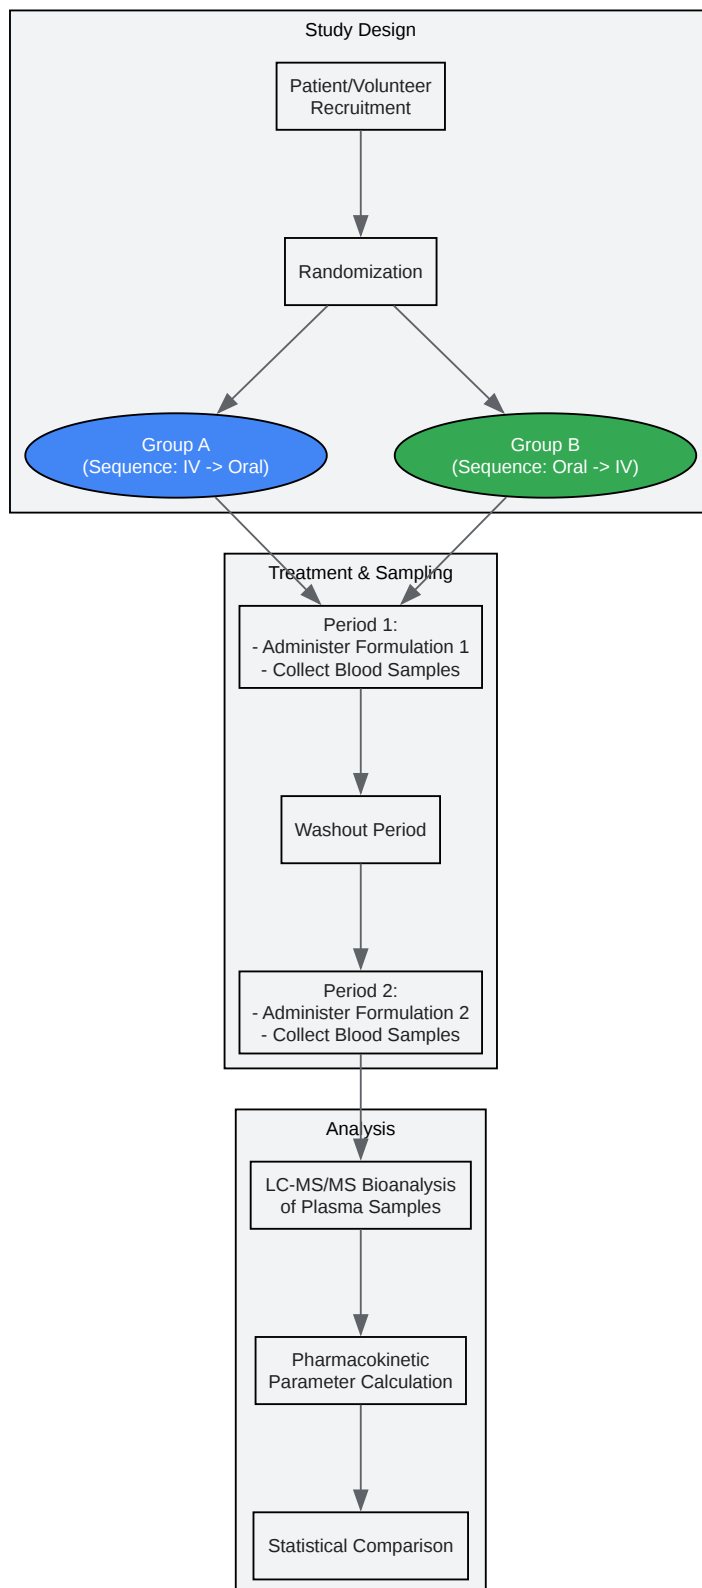 Study Design
Patient/Volunteer
Recruitment
Randomization
Group A
(Sequence: IV -> Oral)
Group B
(Sequence: Oral -> IV)
Treatment & Sampling
Period 1:
- Administer Formulation 1
- Collect Blood Samples
Washout Period
Period 2:
- Administer Formulation 2
- Collect Blood Samples
Analysis
LC-MS/MS Bioanalysis
of Plasma Samples
Pharmacokinetic
Parameter Calculation
Statistical Comparison